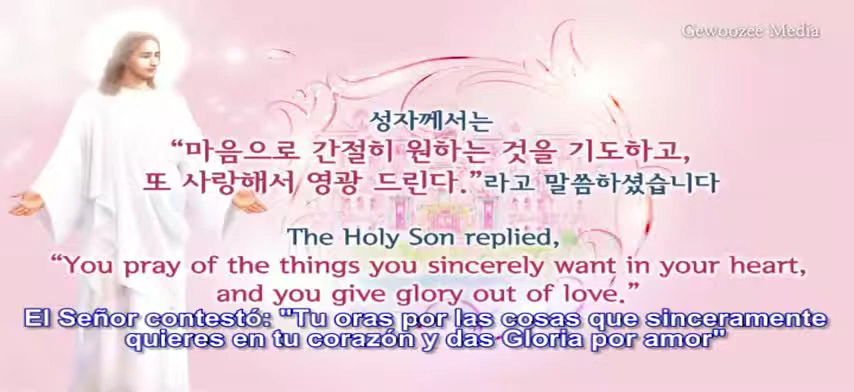 Gewoozee Media
성자께서는
“마음으로 간절히 원하는 것을 기도하고,
또 사랑해서 영광 드린다.”라고 말씀하셨습니다
The Holy Son replied,
“You pray of the things you sincerely want in your heart,
and you give glory out of love.”
El Señor contestó: "Tu oras por las cosas que sinceramente
quieres en tu corazón y das Gloria por amor"